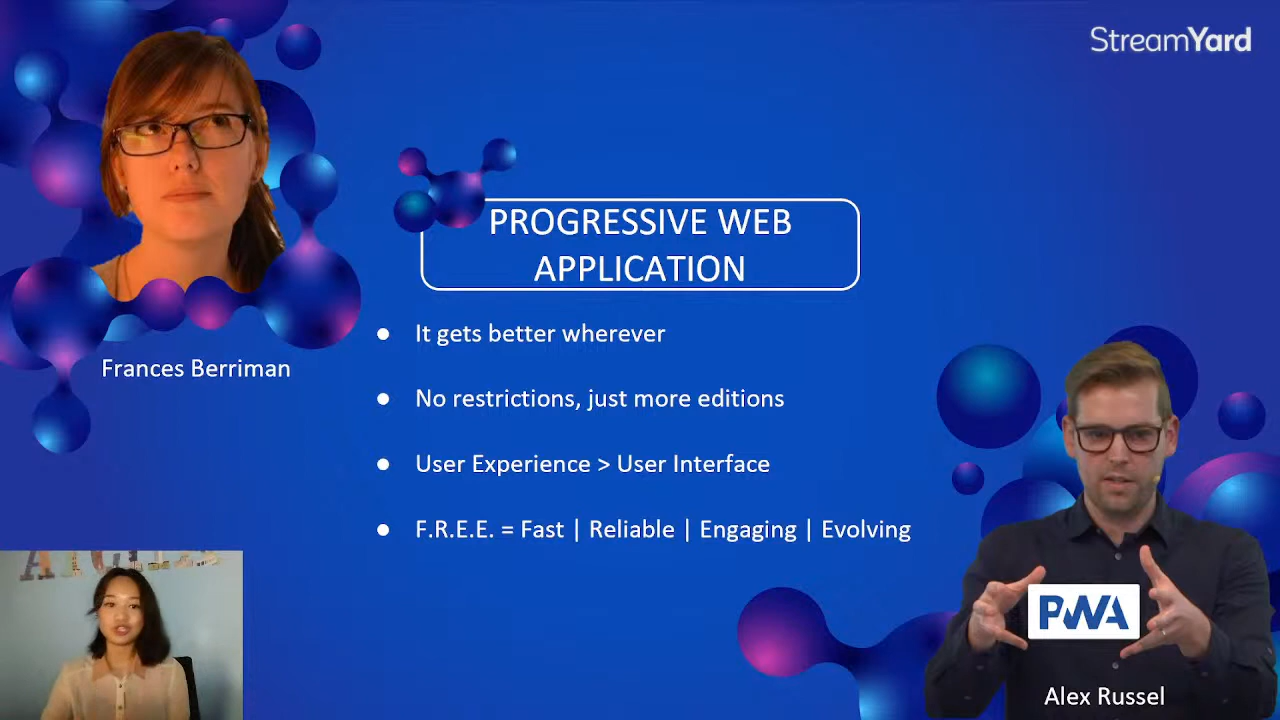 StreamYard
PROGRESSIVE WEB
APPLICATION
● It gets better wherever
● No restrictions, just more editions
● User Experience > User Interface
● F.R.E.E. = Fast | Reliable | Engaging | Evolving
Frances Berriman
PWA
Alex Russel